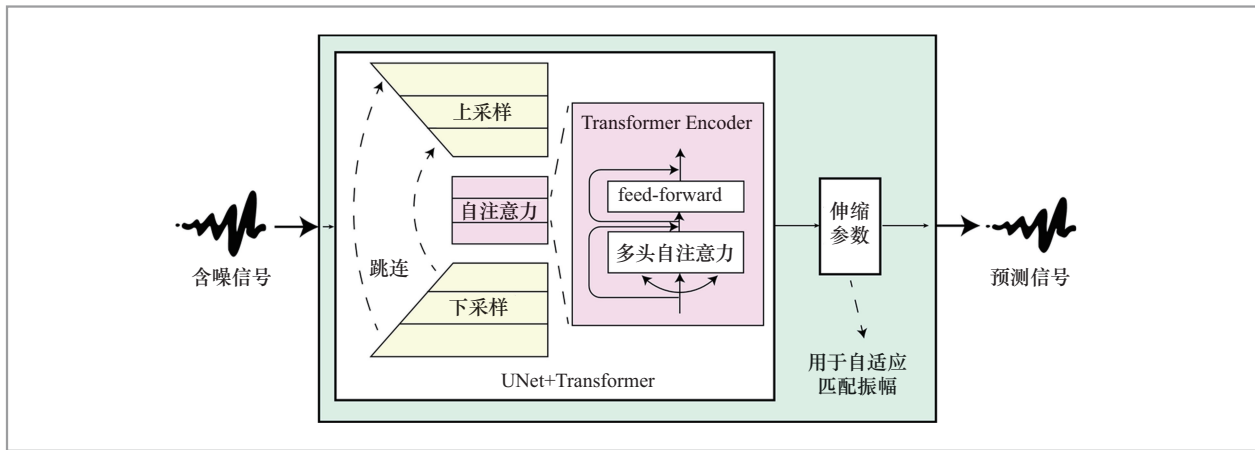 含噪信号
跳连
上采样
自注意力
下采样
Transformer Encoder
feed-forward
多头自注意力
UNet+Transformer
伸缩
参数
用于自适应
匹配振幅
预测信号